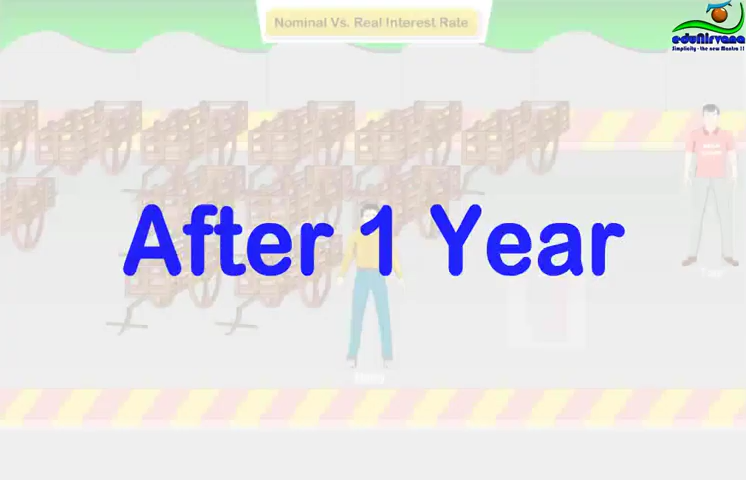 Nominal Vs. Real Interest Rate
eduNirvana
Simplicity - the new Mantra !!
After 1 Year